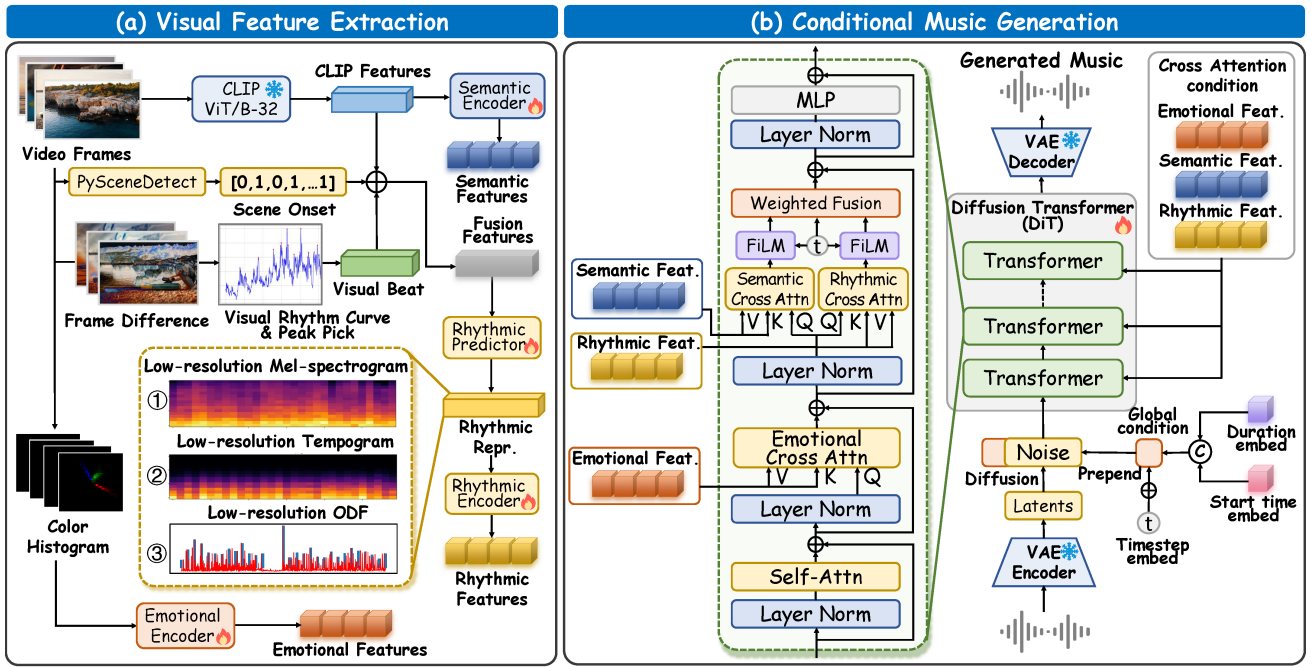 (a) Visual Feature Extraction
CLIP
ViT/B-32
CLIP Features
Semantic
Encoder
Video Frames
Semantic
Features
PySceneDetect
[0,1,0,1,...1]
Scene Onset
Fusion
Features
Visual Beat
Frame Difference
Visual Rhythm Curve
& Peak Pick
Rhythmic
Predictor
Low-resolution Mel-spectrogram
①
Low-resolution Tempogram
②
Low-resolution ODF
③
Rhythmic
Repr.
Rhythmic
Encoder
Rhythmic
Features
Color
Histogram
Emotional
Encoder
Emotional Features
(b) Conditional Music Generation
MLP
Layer Norm
Weighted Fusion
FiLM
t
FiLM
Semantic
Cross Attn
Rhythmic
Cross Attn
V K Q Q K V
Semantic Feat.
Rhythmic Feat.
Layer Norm
Emotional
Cross Attn
V K Q
Emotional Feat.
Layer Norm
Self-Attn
Layer Norm
Generated Music
VAE
Decoder
Diffusion Transformer
(DiT)
Transformer
Transformer
Transformer
Noise
Diffusion
Latents
VAE
Encoder
Cross Attention
condition
Emotional Feat.
Semantic Feat.
Rhythmic Feat.
Global
condition
Prepend
C
Duration
embed
Start time
embed
t
Timestep
embed